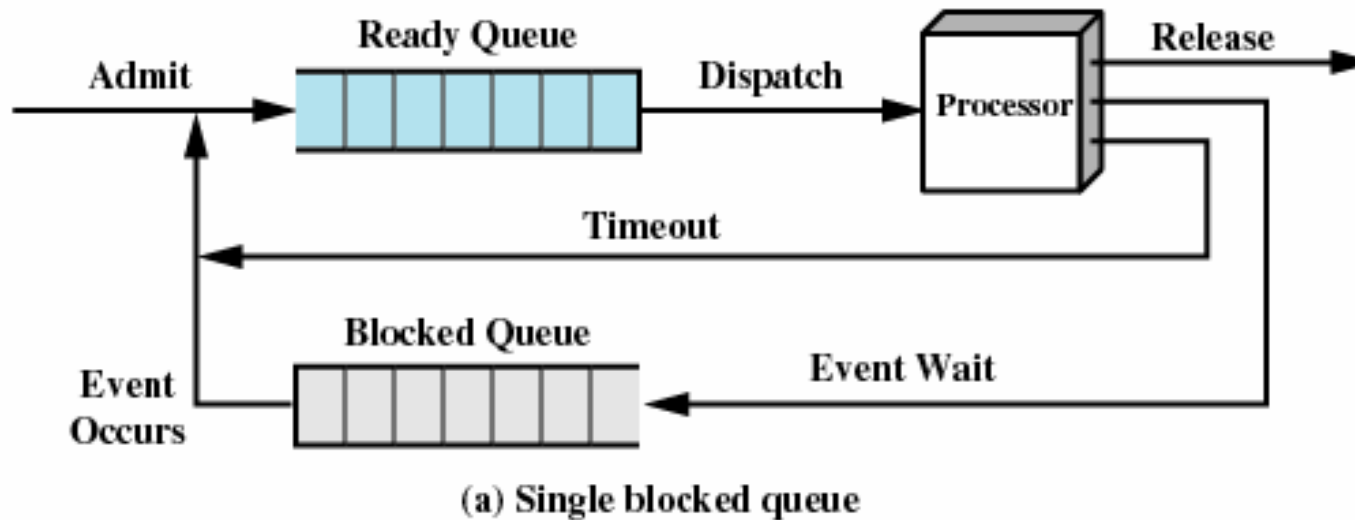 Ready Queue
Admit
Dispatch
Processor
Release
Timeout
Blocked Queue
Event Wait
Event
Occurs
(a) Single blocked queue